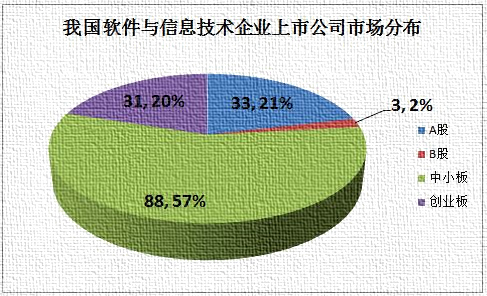 我国软件与信息技术企业上市公司市场分布
31, 20%
33, 21%
3, 2%
88, 57%
A股
B股
中小板
创业板